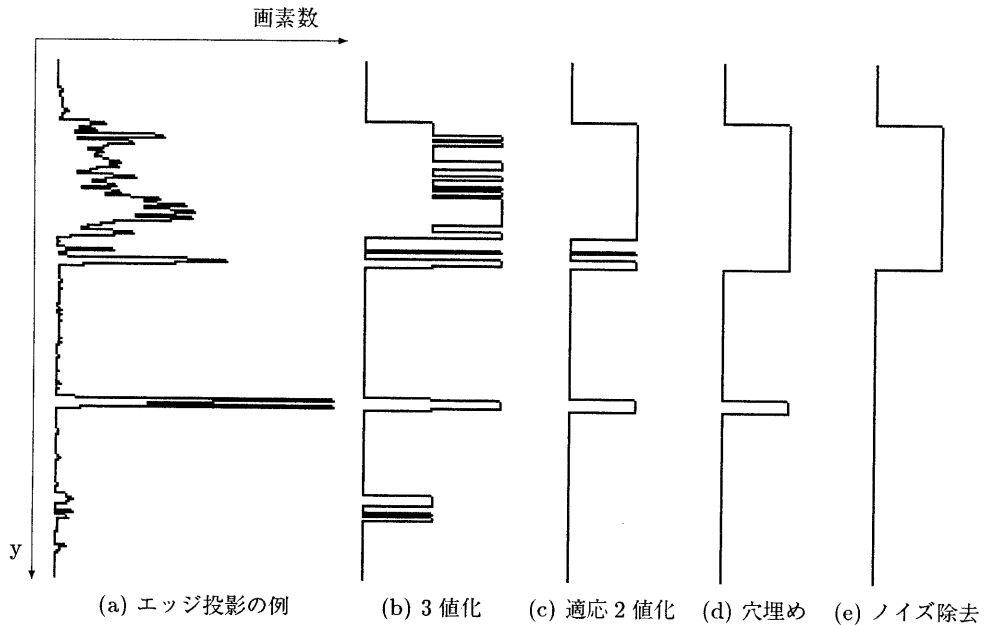 画素数
y
(a) エッジ投影の例
(b) 3 値化
(c) 適応 2 値化
(d) 穴埋め
(e) ノイズ除去